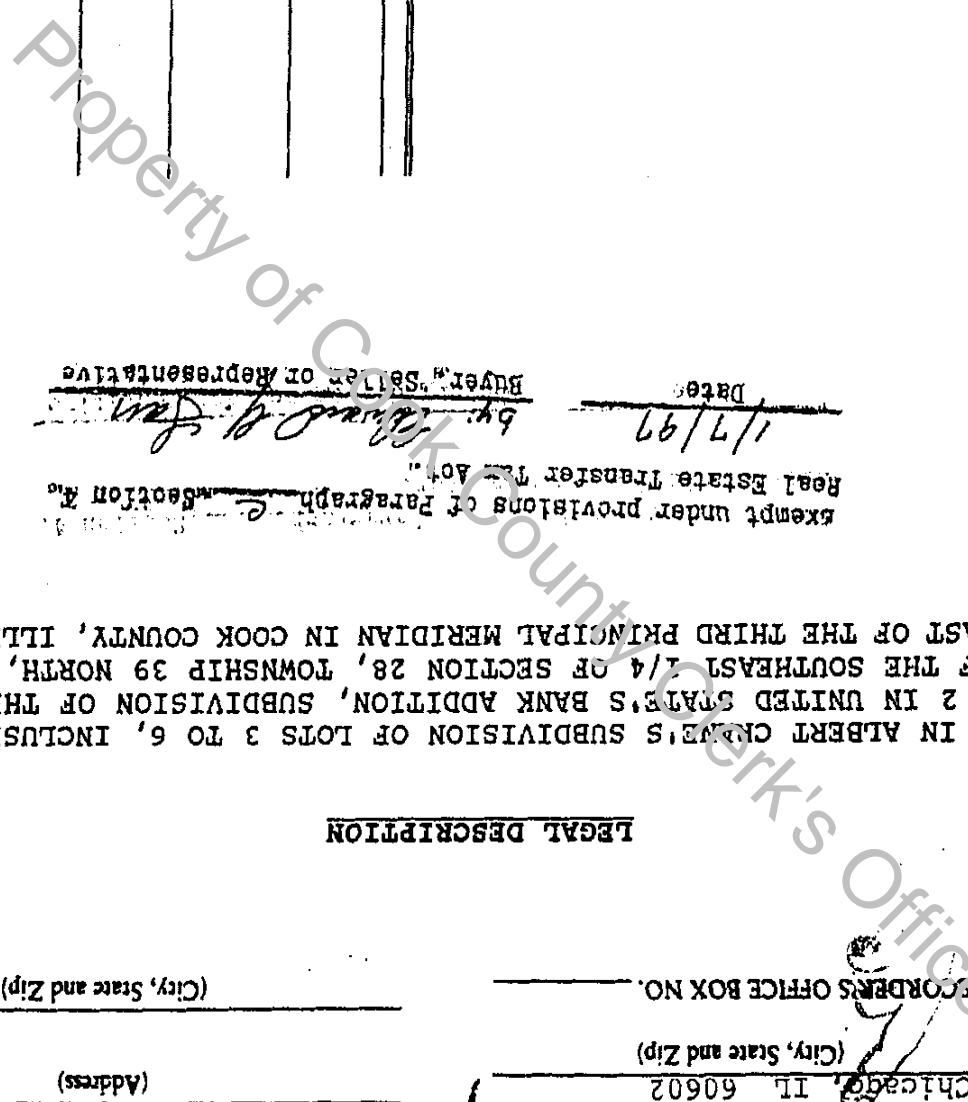 Chicago, IL 60602
(City, State and Zip)
(Address)
RECORDER'S OFFICE BOX NO.
(City, State and Zip)
LEGAL DESCRIPTION
IN ALBERT CRANE'S SUBDIVISION OF LOTS 3 TO 6, INCLUS
2 IN UNITED STATE'S BANK ADDITION, SUBDIVISION OF TH
F THE SOUTHEAST 1/4 OF SECTION 28, TOWNSHIP 39 NORTH,
AST OF THE THIRD PRINCIPAL MERIDIAN IN COOK COUNTY, ILLI
Exempt under provisions of Paragraph C Section 4,
Real Estate Transfer Tax Act.
1/7/97 by:
Date Buyer, Seller or Representative
Property of Cook County Clerk's Office